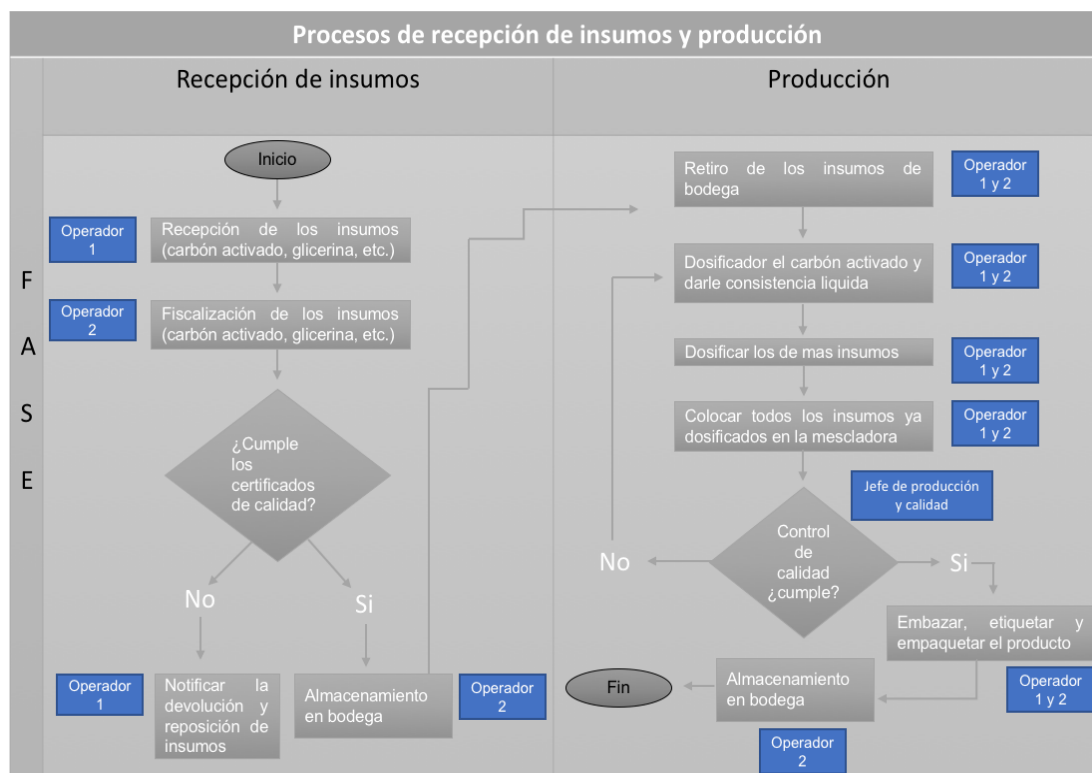 Procesos de recepción de insumos y producción
Recepción de insumos
Producción
F
A
S
E
Inicio
Operador
1
Recepción de los insumos
(carbón activado, glicerina, etc.)
Operador
2
Fiscalización de los insumos
(carbón activado, glicerina, etc.)
¿Cumple
los
certificados
de calidad?
No
Si
Operador
1
Notificar la
devolución y
reposición de
insumos
Almacenamiento
en bodega
Operador
2
Retiro de los insumos de
bodega
Operador
1 y 2
Dosificador el carbón activado y
darle consistencia liquida
Operador
1 y 2
Dosificar los de mas insumos
Operador
1 y 2
Colocar todos los insumos ya
dosificados en la mescladora
Operador
1 y 2
Jefe de producción
y calidad
Control
de
calidad
¿cumple?
No
Si
Embazar, etiquetar y
empaquetar el producto
Operador
1 y 2
Almacenamiento
en bodega
Operador
2
Fin